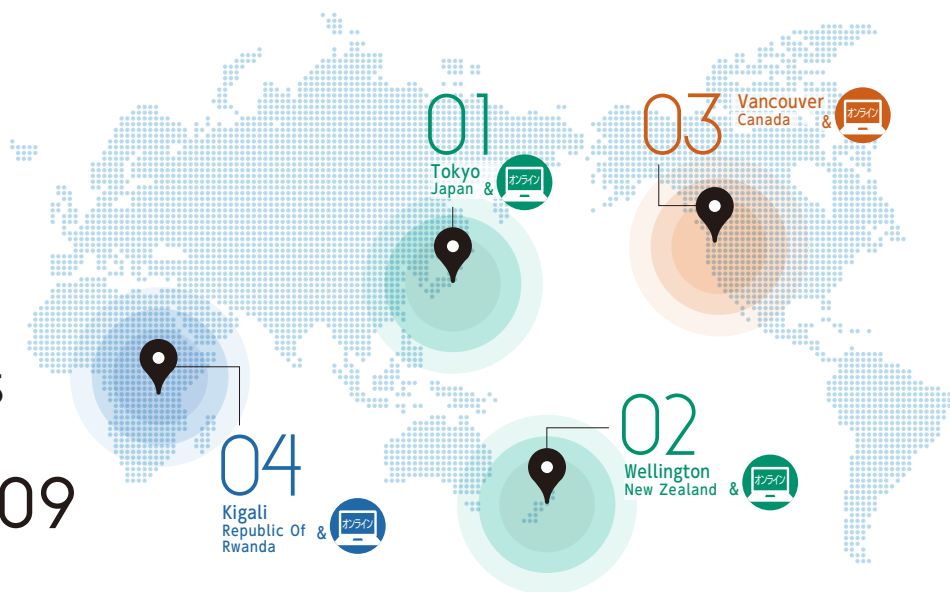 01
Tokyo
Japan &
オンライン
03
Vancouver
Canada &
オンライン
02
Wellington
New Zealand &
オンライン
04
Kigali
Republic Of &
Rwanda
オンライン
09